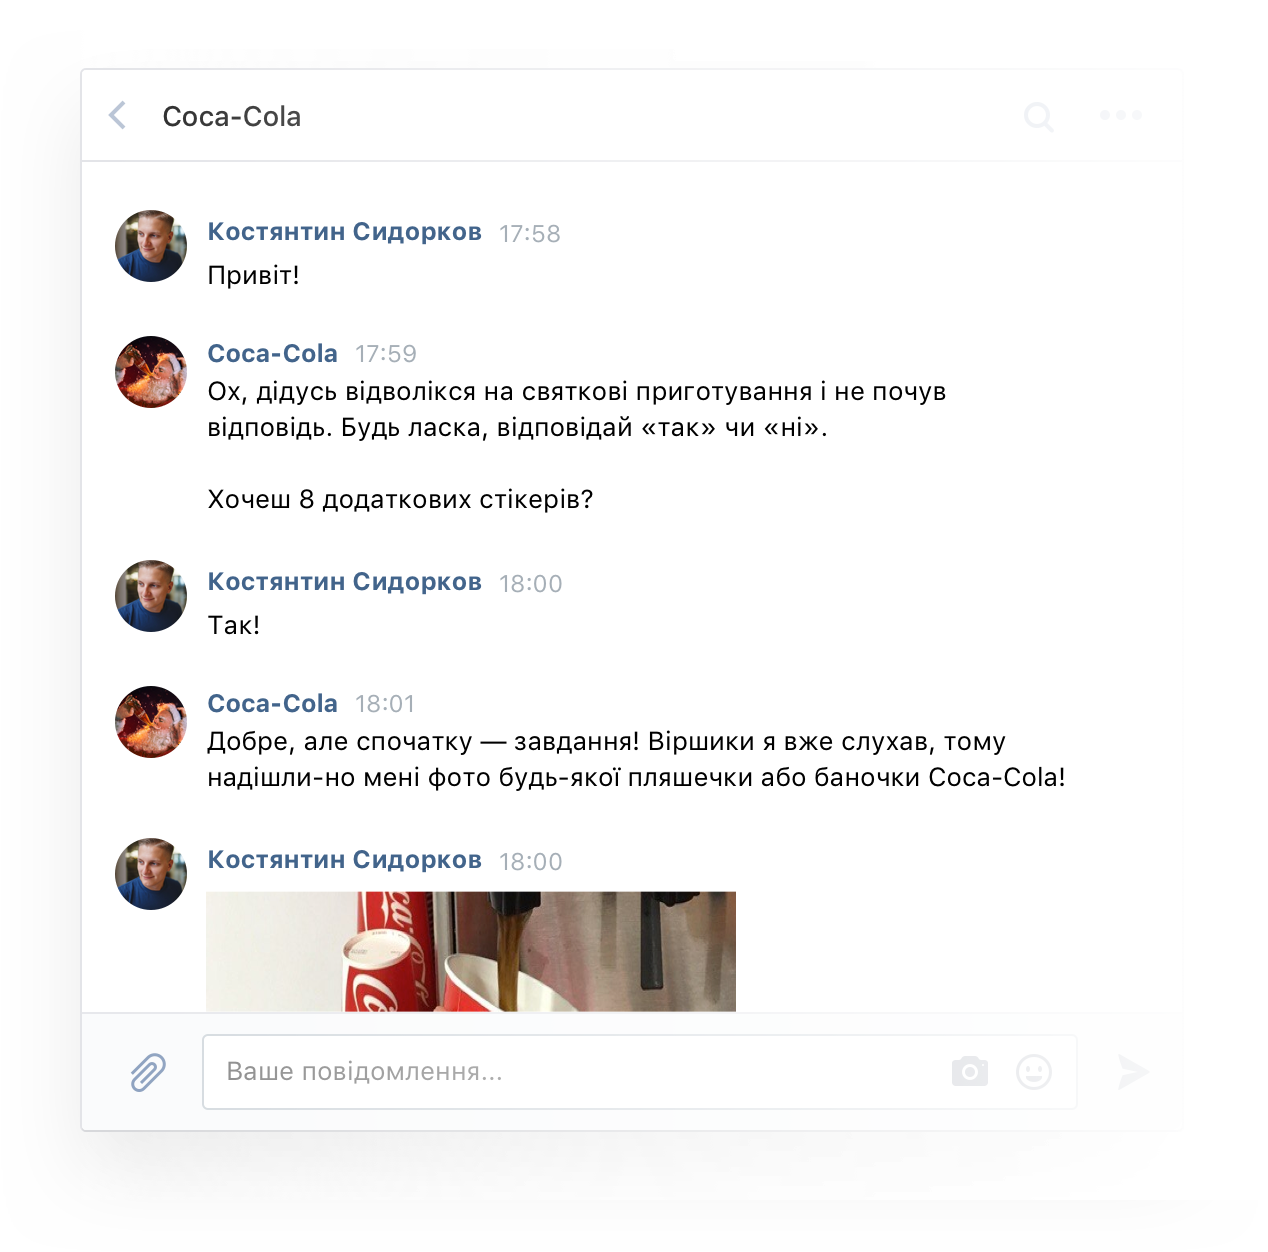 Coca-Cola
Костянтин Сидорков 17:58
Привіт!
Coca-Cola 17:59
Ох, дідусь відволікся на святкові приготування і не почув
відповідь. Будь ласка, відповідай «так» чи «ні».
Хочеш 8 додаткових стікерів?
Костянтин Сидорков 18:00
Так!
Coca-Cola 18:01
Добре, але спочатку — завдання! Віршики я вже слухав, тому
надішли-но мені фото будь-якої пляшечки або баночки Coca-Cola!
Костянтин Сидорков 18:00
Ваше повідомлення...